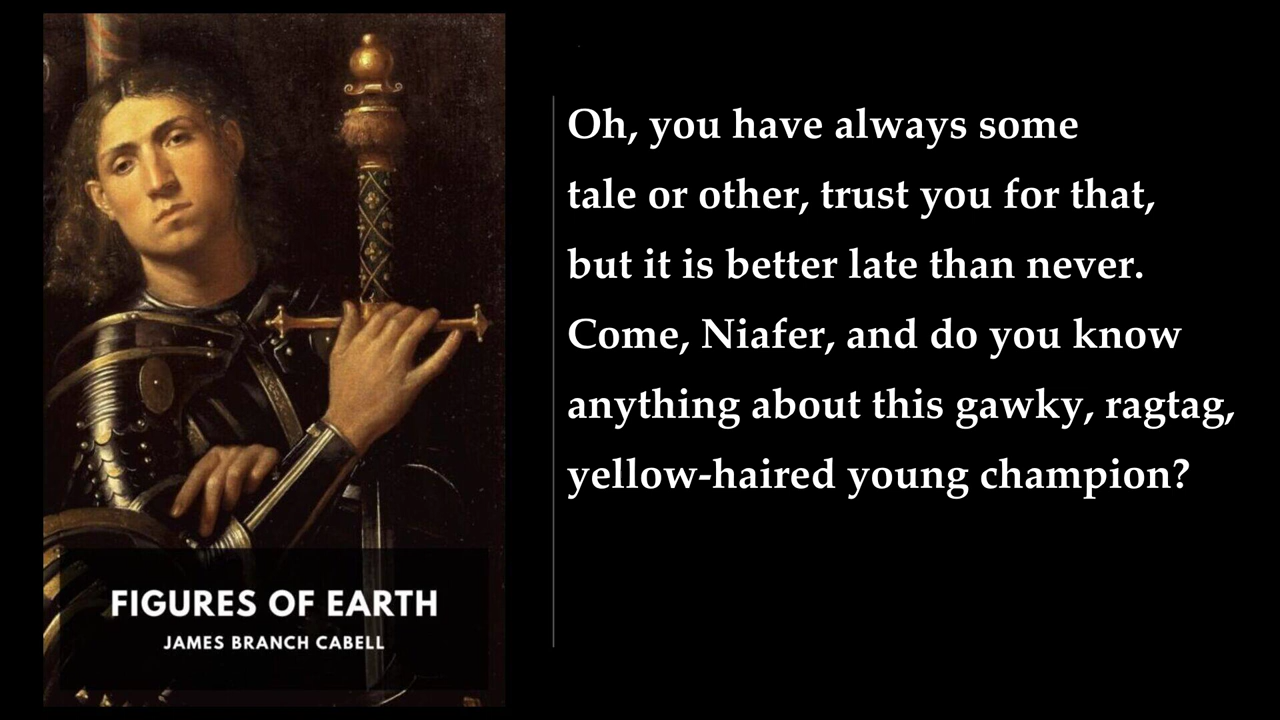 FIGURES OF EARTH
JAMES BRANCH CABELL
Oh, you have always some
tale or other, trust you for that,
but it is better late than never.
Come, Niafer, and do you know
anything about this gawky, ragtag,
yellow-haired young champion?